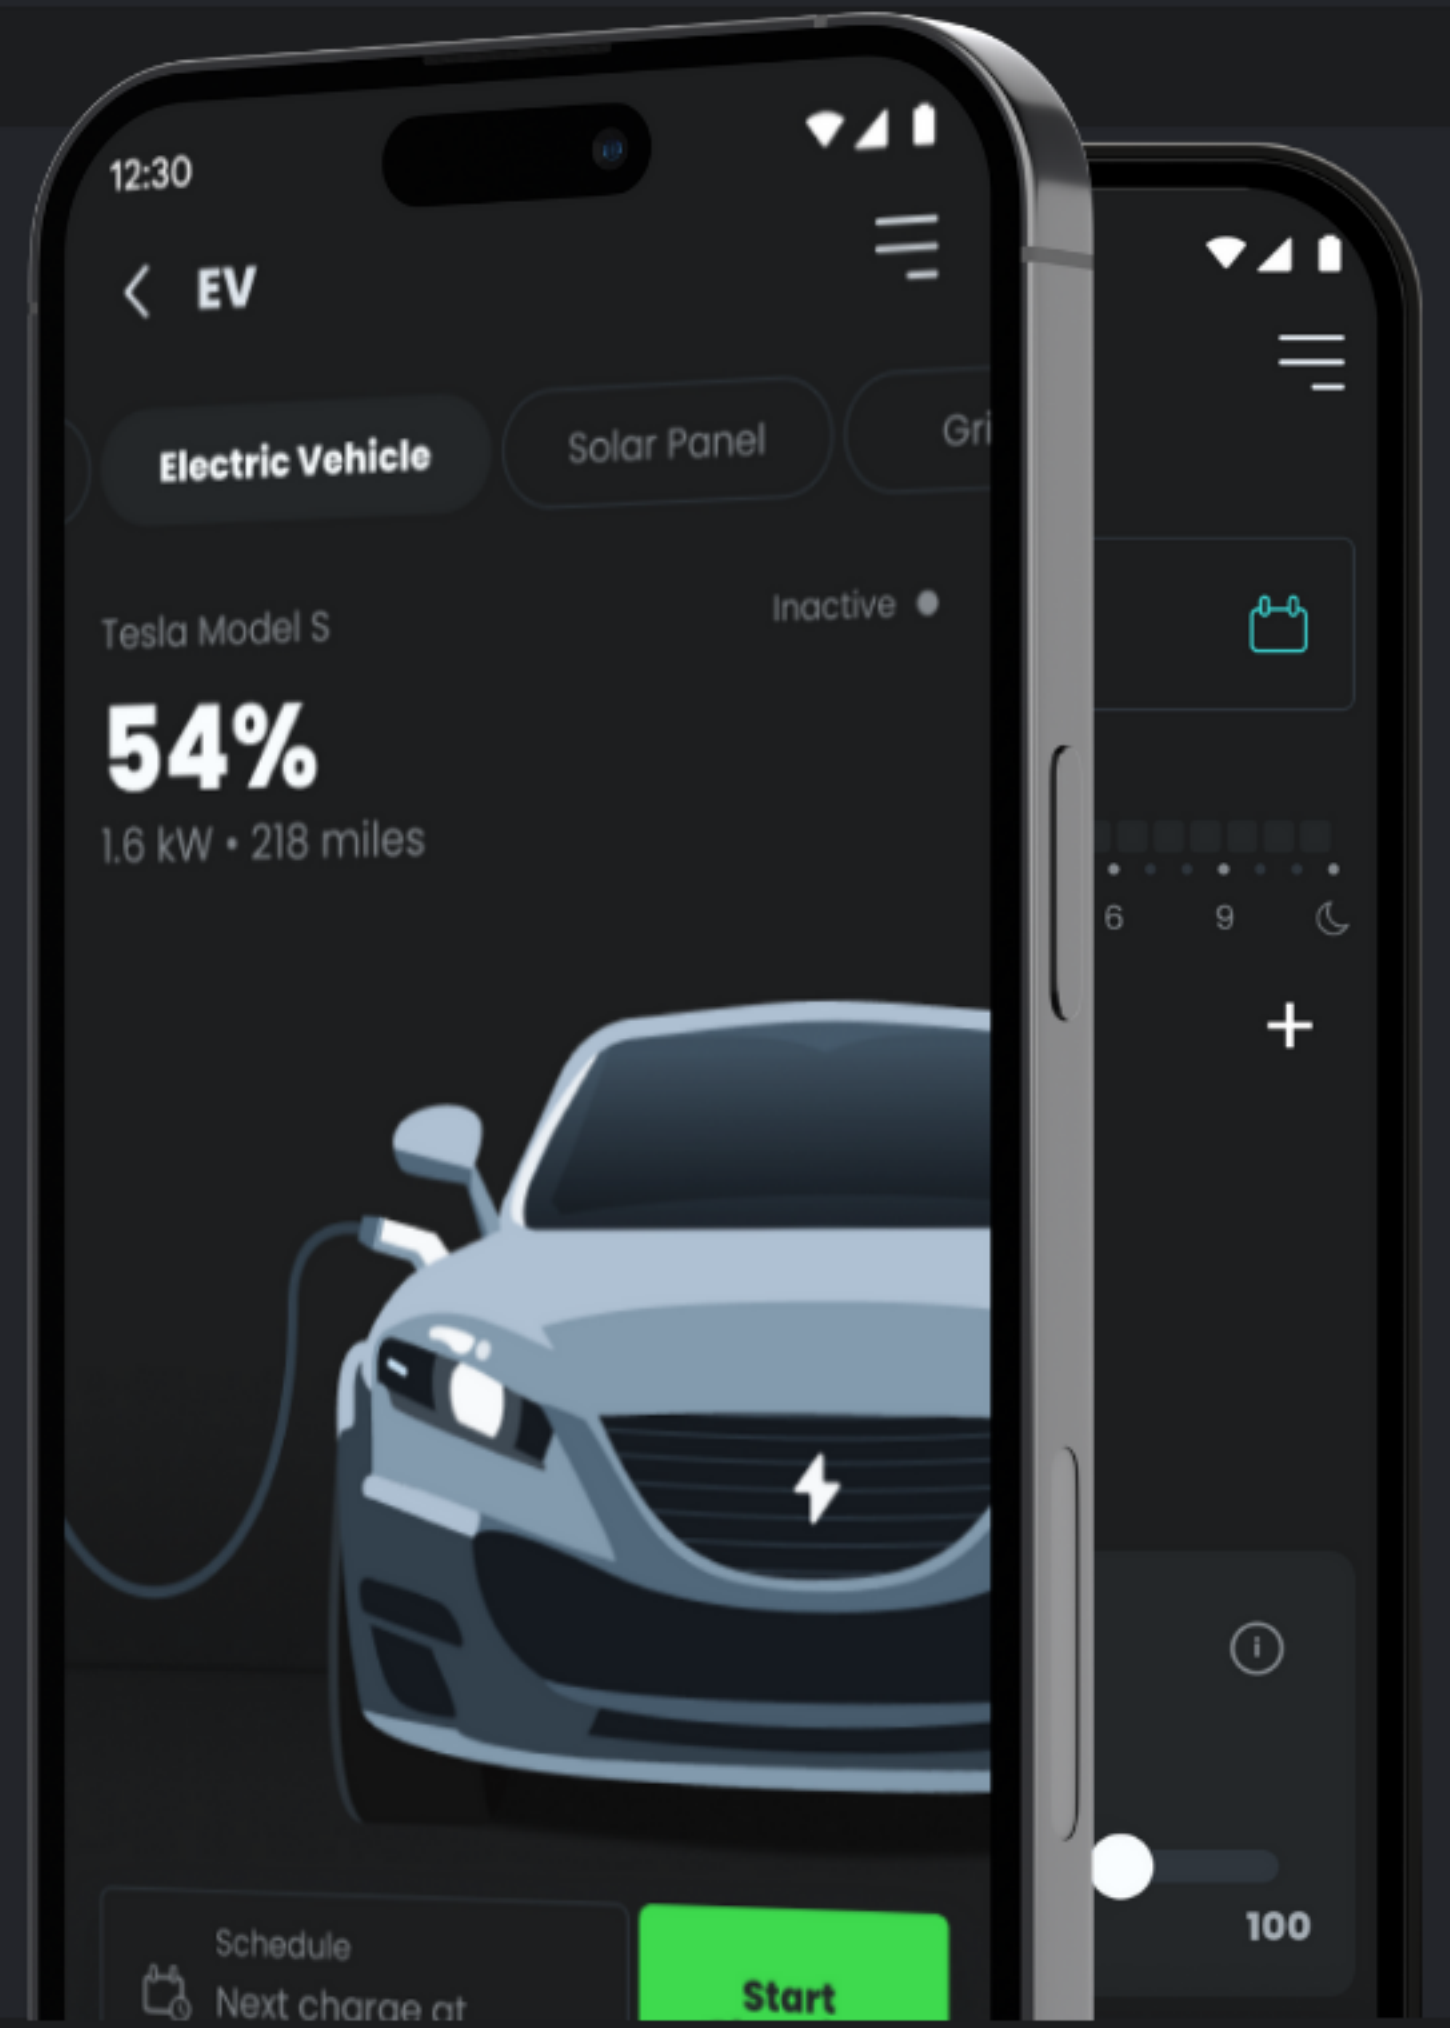 12:30
EV
Electric Vehicle
Solar Panel
Gri
Tesla Model S
Inactive
54%
1.6 kW • 218 miles
Schedule
Next charge at
Start
6 9
100